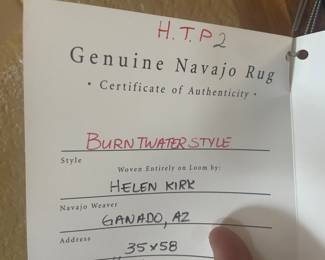 H.T.P2
Genuine Navajo Rug
· Certificate of Authenticity ·
BURNTWATER STYLE
Style
Woven Entirely on Loom by:
HELEN KIRK
Navajo Weaver
GANADO, AZ
Address
35x58